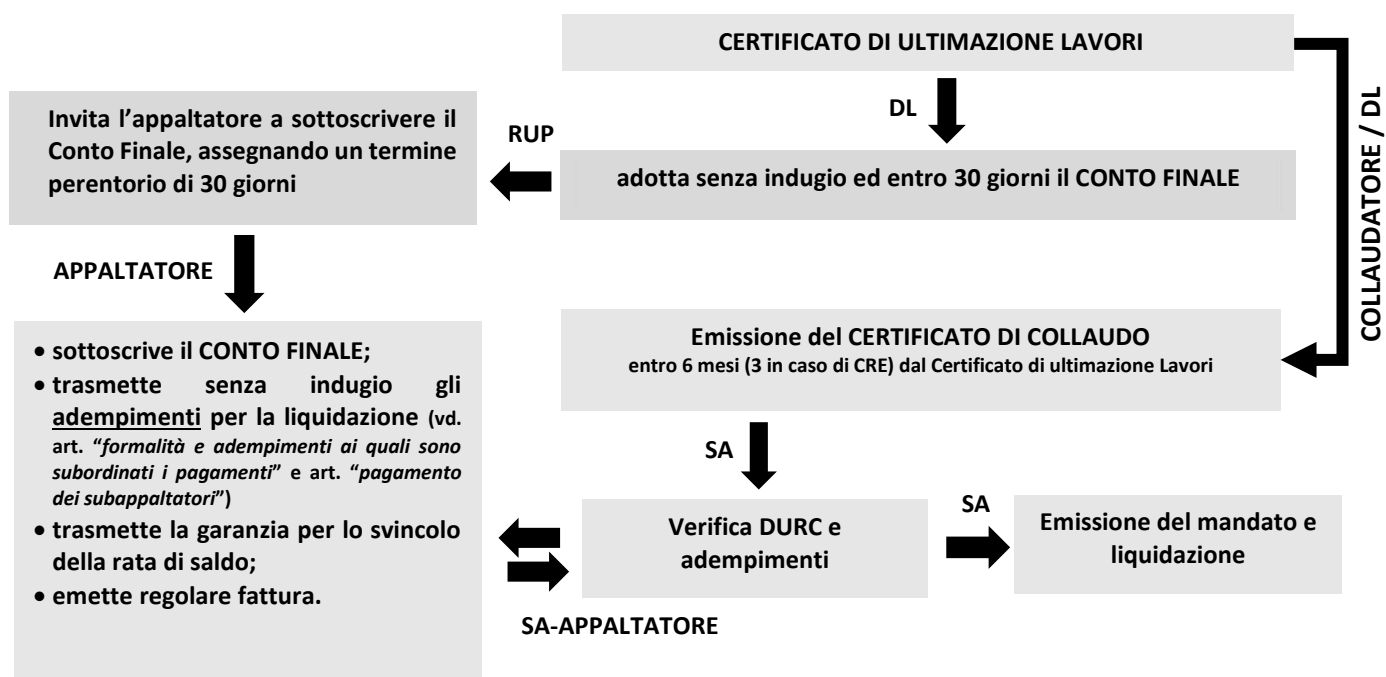 CERTIFICATO DI ULTIMAZIONE LAVORI
DL
COLLAUDATORE / DL
adotta senza indugio ed entro 30 giorni il CONTO FINALE
RUP
Invita l’appaltatore a sottoscrivere il
Conto Finale, assegnando un termine
perentorio di 30 giorni
APPALTATORE
• sottoscrive il CONTO FINALE;
• trasmette senza indugio gli
adempimenti per la liquidazione (vd.
art. “formalità e adempimenti ai quali sono
subordinati i pagamenti” e art. “pagamento
dei subappaltatori”)
• trasmette la garanzia per lo svincolo
della rata di saldo;
• emette regolare fattura.
Emissione del CERTIFICATO DI COLLAUDO
entro 6 mesi (3 in caso di CRE) dal Certificato di ultimazione Lavori
SA
Verifica DURC e
adempimenti
SA-APPALTATORE
SA
Emissione del mandato e
liquidazione